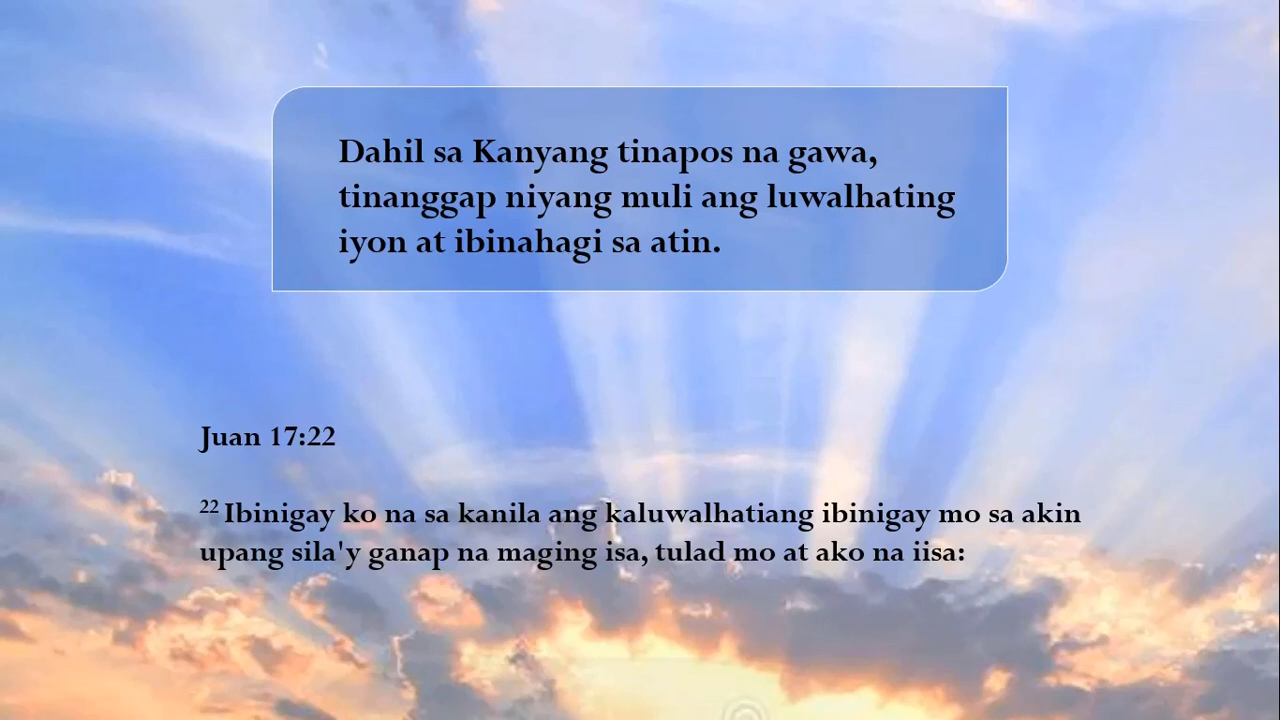 Dahil sa Kanyang tinapos na gawa,
tinanggap niyang muli ang luwalhating
iyon at ibinahagi sa atin.
Juan 17:22
22 Ibinigay ko na sa kanila ang kaluwalhatiang ibinigay mo sa akin
upang sila'y ganap na maging isa, tulad mo at ako na iisa: